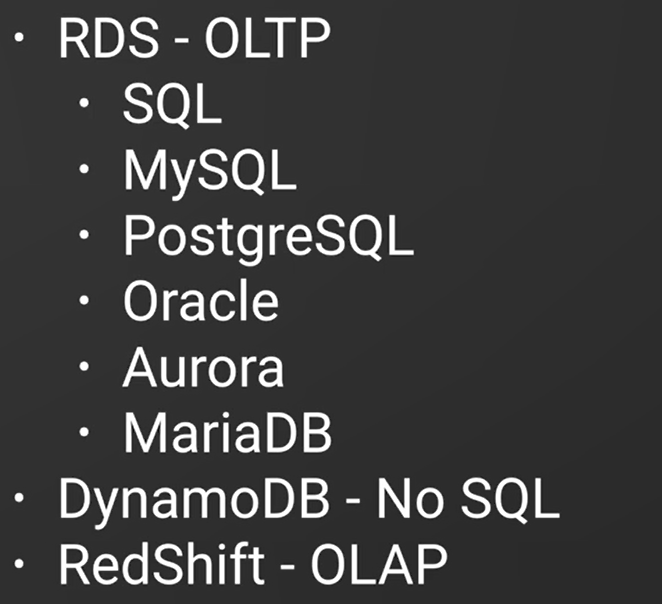 • RDS - OLTP
• SQL
• MySQL
• PostgreSQL
• Oracle
• Aurora
• MariaDB
• DynamoDB - No SQL
• RedShift - OLAP